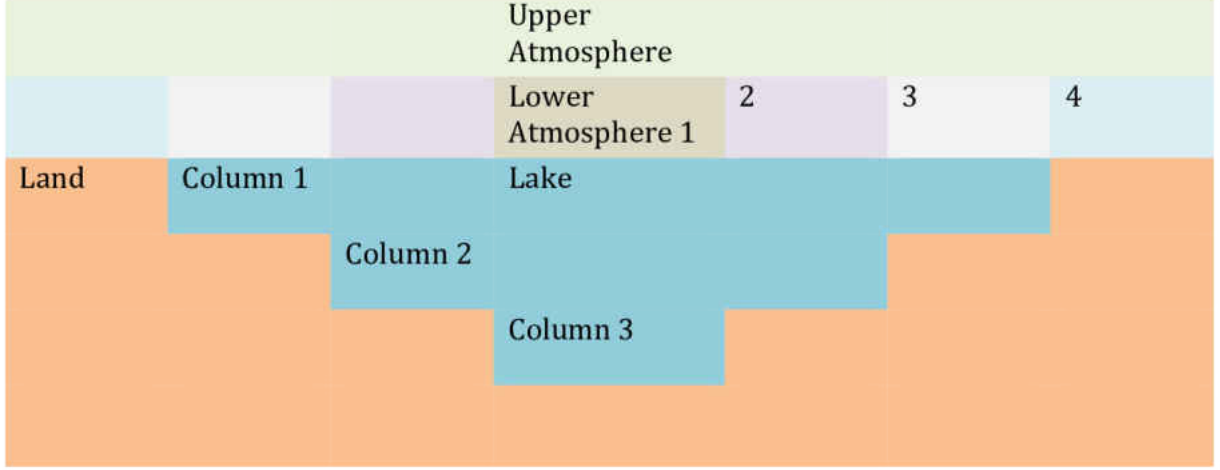 Upper
Atmosphere
Lower
Atmosphere 1
2
3
4
Land
Column 1
Lake
Column 2
Column 3